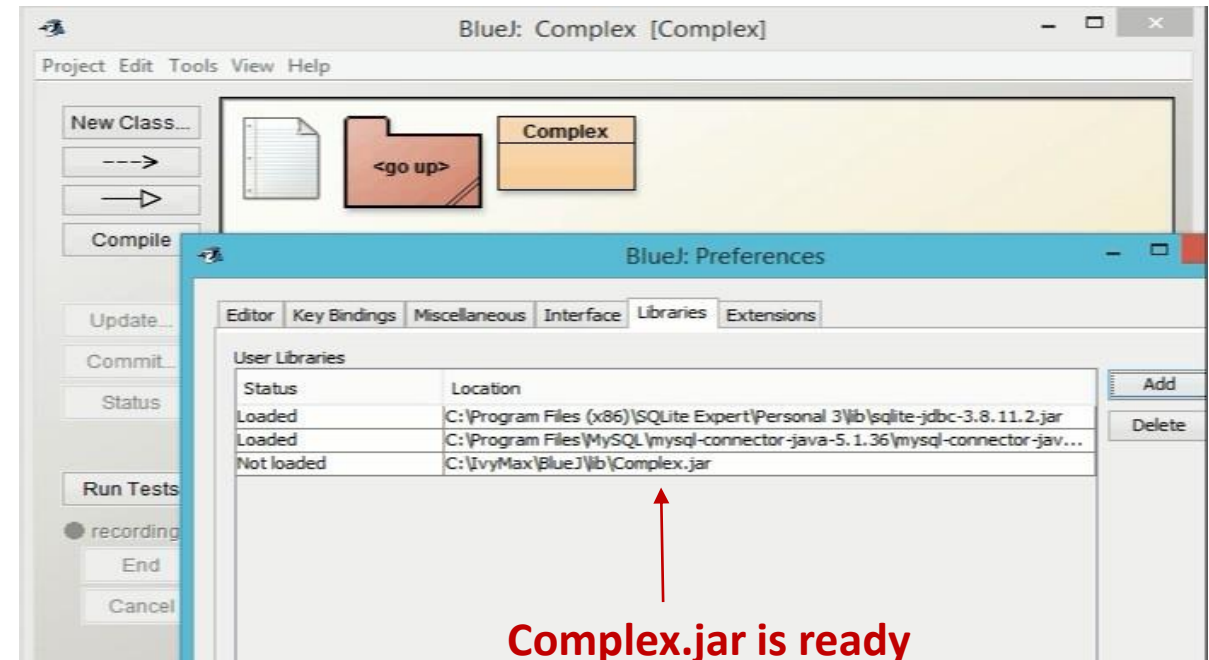 BlueJ: Complex [Complex]
Project Edit Tools View Help
New Class...
Complex
<go up>
Compile
BlueJ: Preferences
Editor Key Bindings Miscellaneous Interface Libraries Extensions
Update...
Commit...
Status
User Libraries
Status Location
Loaded C:\Program Files (x86)\SQLite Expert\Personal 3\lib\sqlite-jdbc-3.8.11.2.jar
Loaded C:\Program Files\MySQL\mysql-connector-java-5.1.36\mysql-connector-jav...
Not loaded C:\IvyMax\BlueJ\lib\Complex.jar
Add
Delete
Run Tests
recording
End
Cancel
Complex.jar is ready